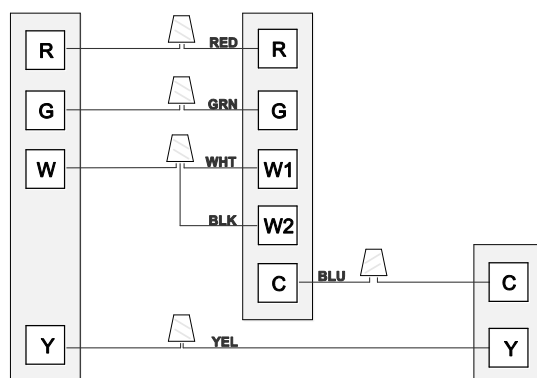 R RED R
G GRN G
W WHT W1
BLK W2
C BLU C
Y YEL Y